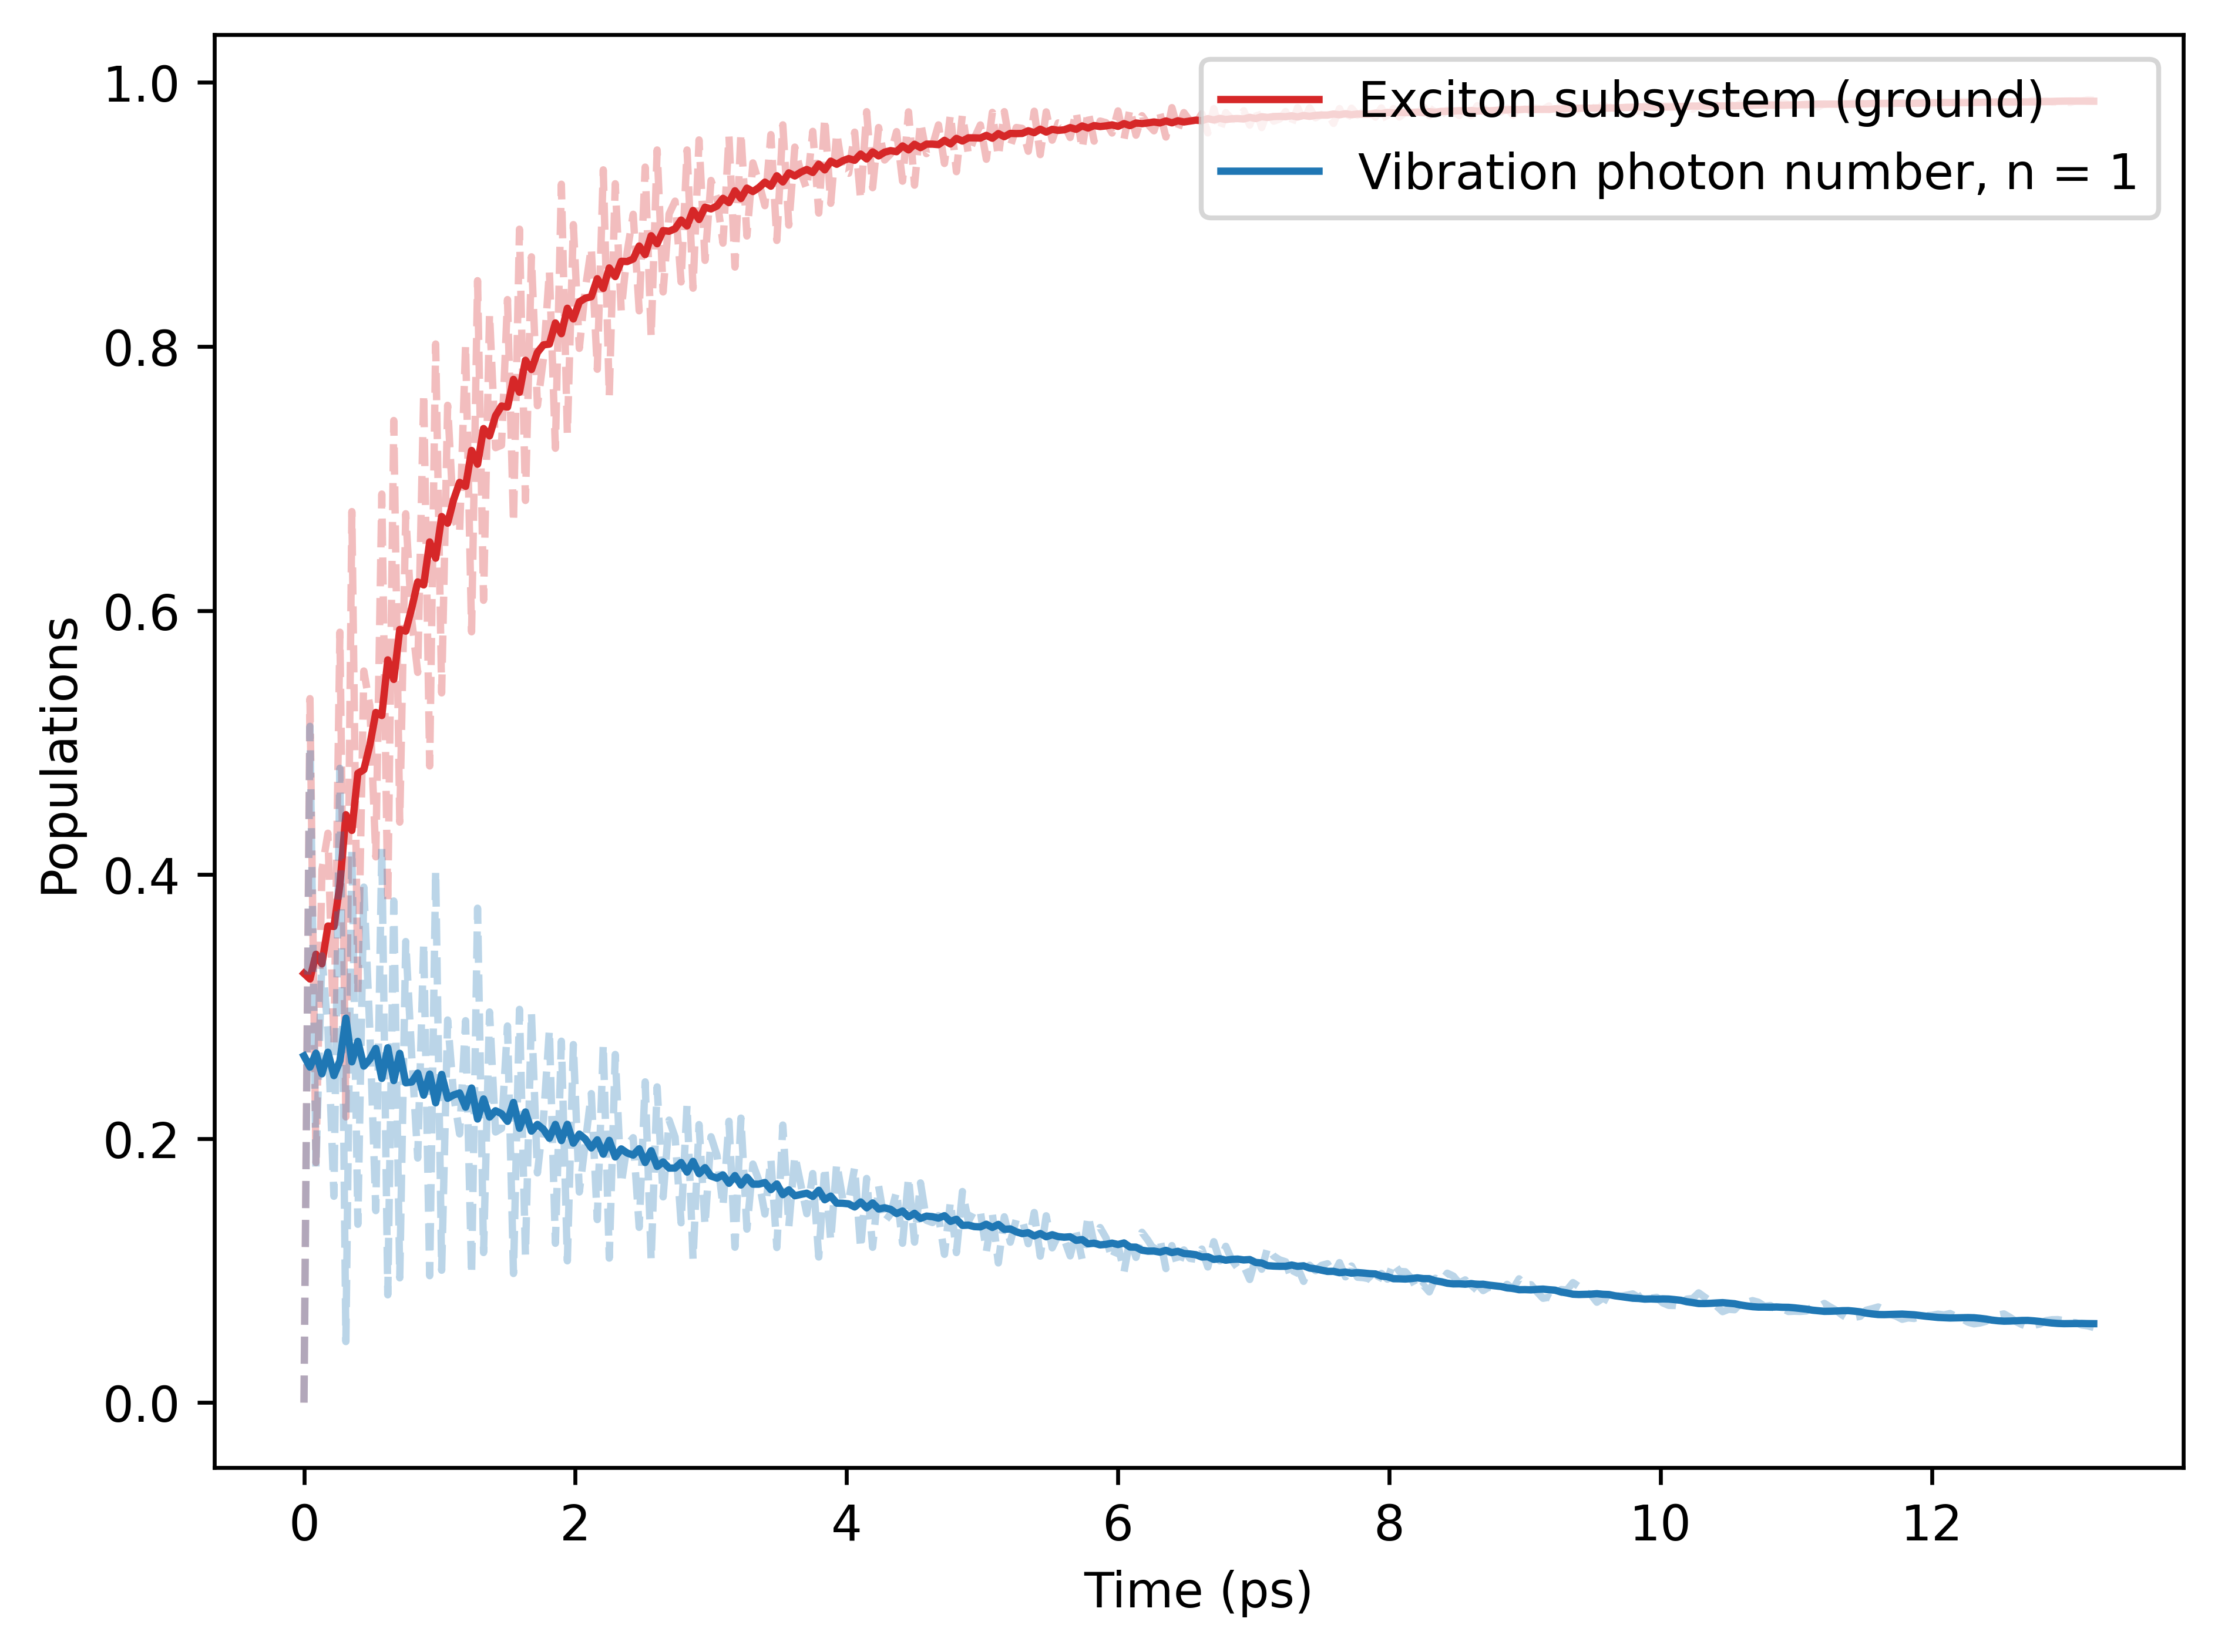 Exciton subsystem (ground)
Vibration photon number, n = 1
Populations
1.0
0.8
0.6
0.4
0.2
0.0
0 2 4 6 8 10 12
Time (ps)